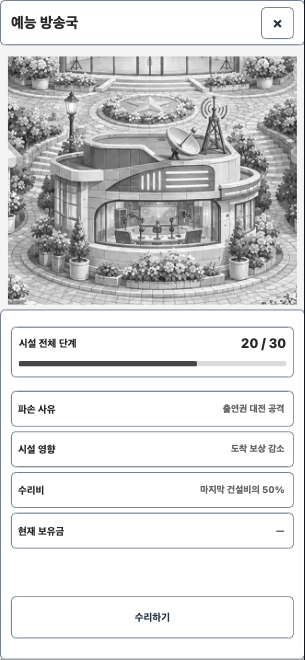 예능 방송국
×
시설 전체 단계
20 / 30
파손 사유
출연권 대전 공격
시설 영향
도착 보상 감소
수리비
마지막 건설비의 50%
현재 보유금
–
수리하기